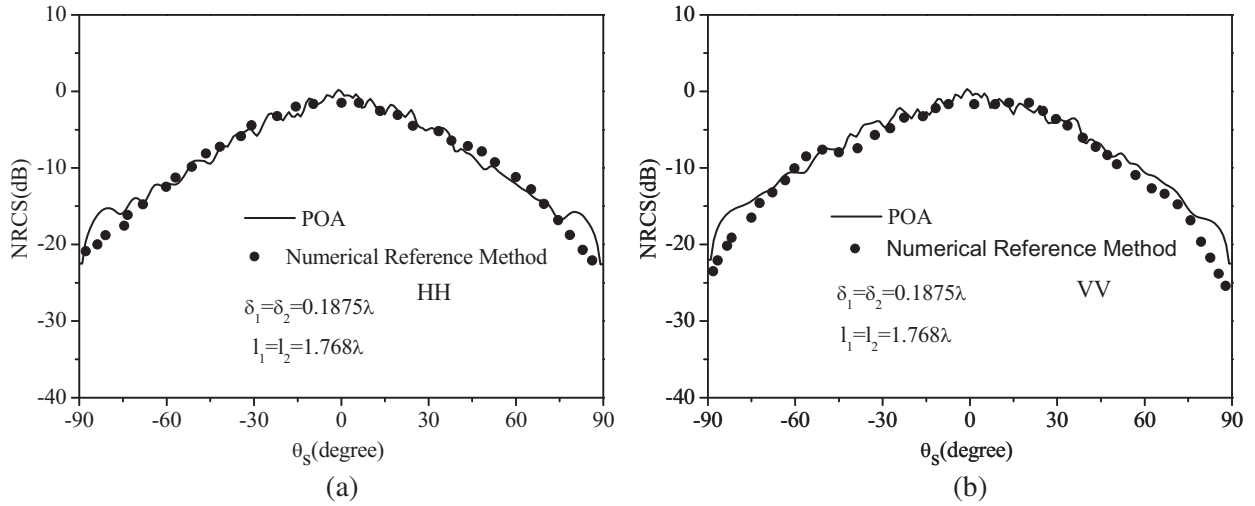 10
0
-10
-20
-30
-40
NRCS(dB)
POA
Numerical Reference Method
HH
δ₁=δ₂=0.1875λ
l₁=l₂=1.768λ
-90 -60 -30 0 30 60 90
θₛ(degree)
(a)
10
0
-10
-20
-30
-40
NRCS(dB)
POA
Numerical Reference Method
VV
δ₁=δ₂=0.1875λ
l₁=l₂=1.768λ
-90 -60 -30 0 30 60 90
θₛ(degree)
(b)